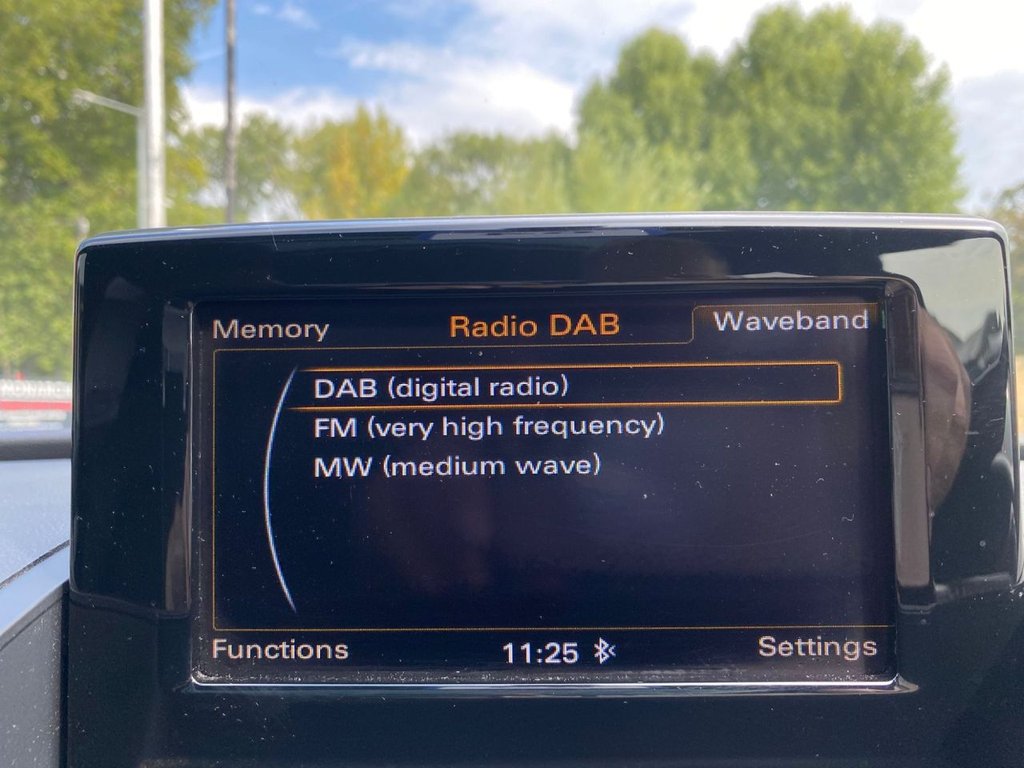 Memory Radio DAB Waveband
DAB (digital radio)
FM (very high frequency)
MW (medium wave)
Functions 11:25 Settings